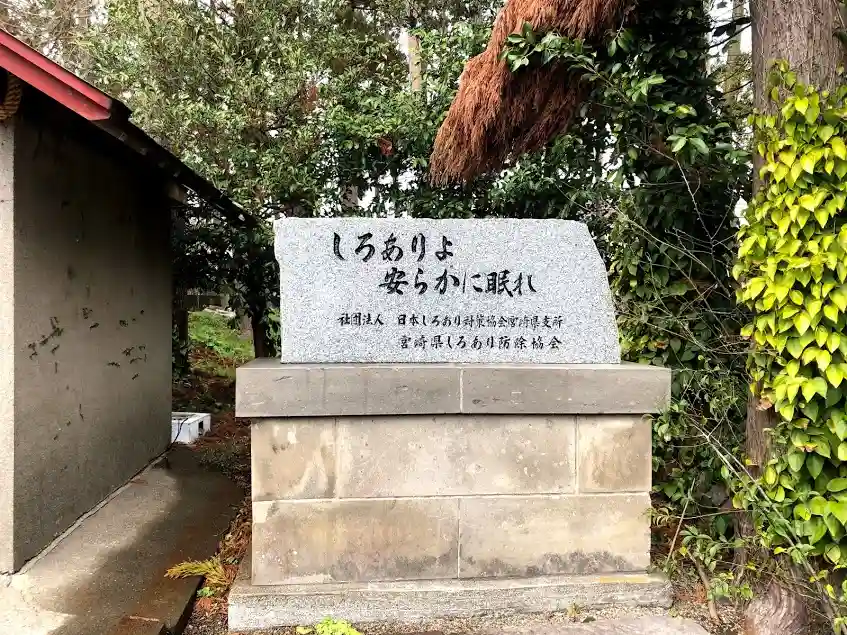 しろありよ
安らかに眠れ
社団法人 日本しろあり対策協会宮崎県支所
宮崎県しろあり防除協会